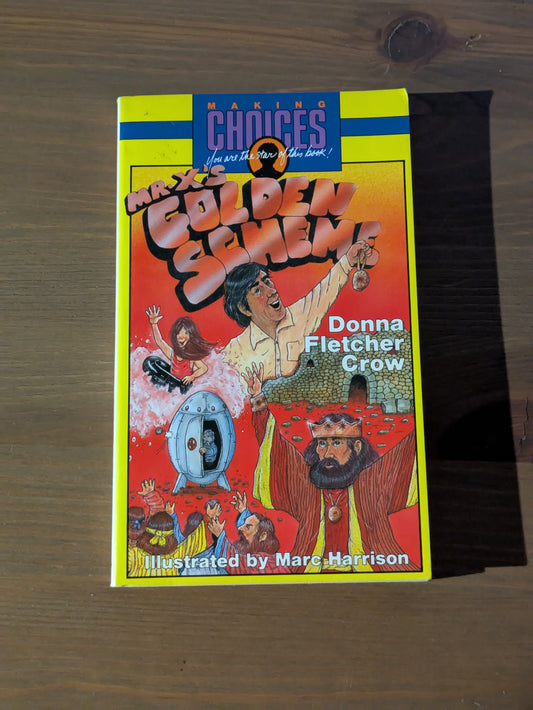 MAKING
CHOICES
You are the star of this book!
MR. X'S
GOLDEN
SCHEME
Donna
Fletcher
Crow
Illustrated by Marc Harrison